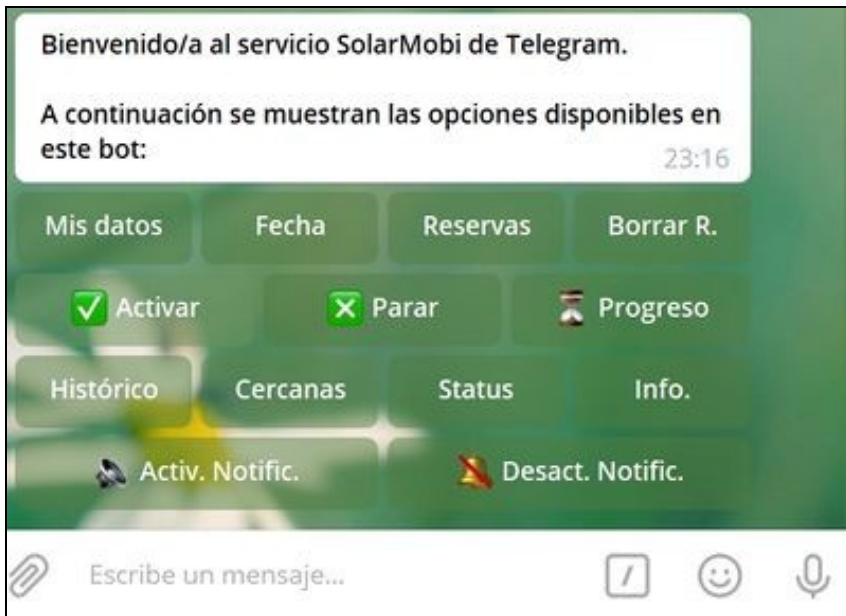 Bienvenido/a al servicio SolarMobi de Telegram.
A continuación se muestran las opciones disponibles en
este bot:
23:16
Mis datos Fecha Reservas Borrar R.
Activar Parar Progreso
Histórico Cercanas Status Info.
Activ. Notific. Desact. Notific.
Escribe un mensaje...